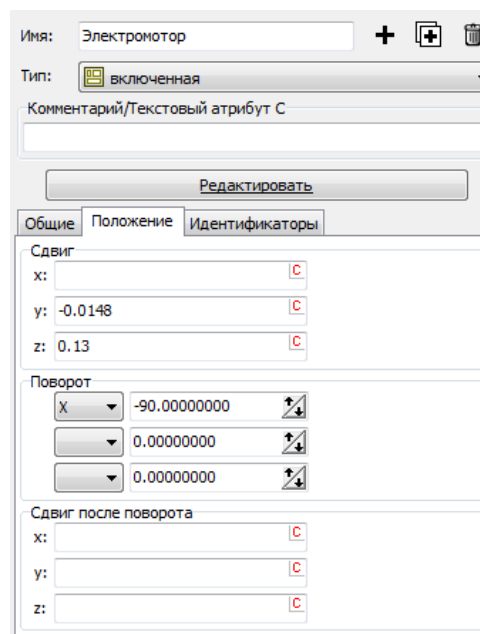 Имя: Электромотор
Тип: включенная
Комментарий/Текстовый атрибут C
Редактировать
Общие Положение Идентификаторы
Сдвиг
x: C
y: -0.0148 C
z: 0.13 C
Поворот
X -90.00000000
0.00000000
0.00000000
Сдвиг после поворота
x: C
y: C
z: C